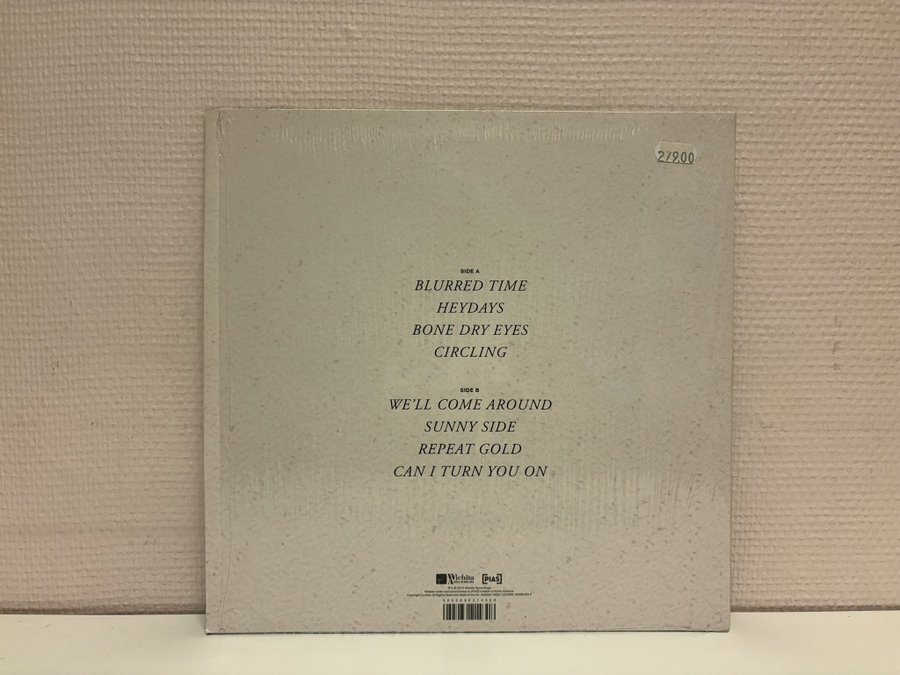 279.00
SIDE A
BLURRED TIME
HEYDAYS
BONE DRY EYES
CIRCLING
SIDE B
WE'LL COME AROUND
SUNNY SIDE
REPEAT GOLD
CAN I TURN YOU ON
Wichita
[PIAS]